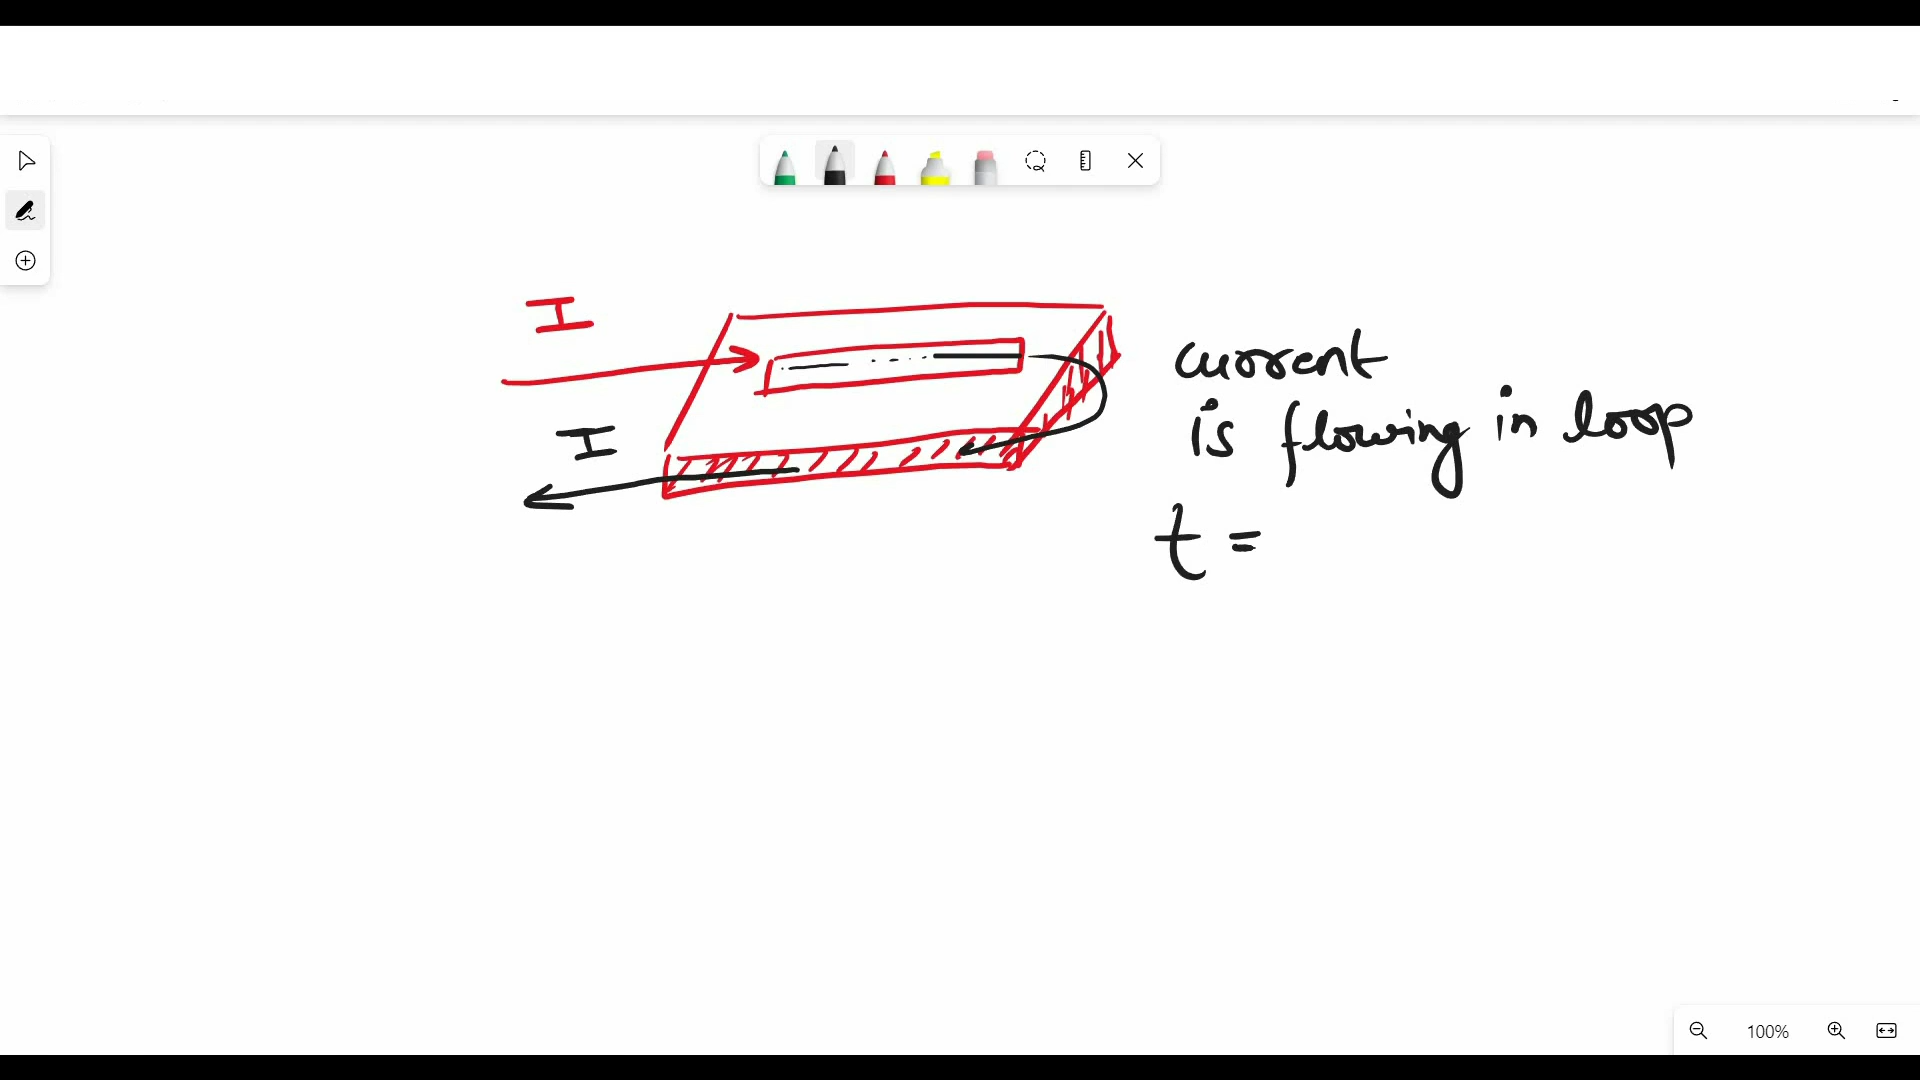 I
I
current
is flowing in loop
t =
100%